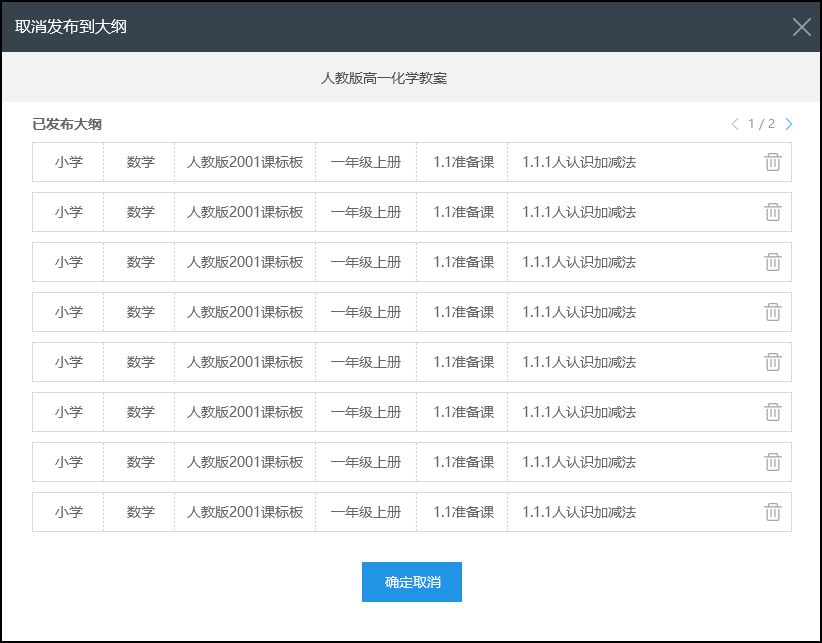 取消发布到大纲
人教版高一化学教案
已发布大纲 1 / 2
小学 数学 人教版2001课标板 一年级上册 1.1准备课 1.1.1人认识加减法
小学 数学 人教版2001课标板 一年级上册 1.1准备课 1.1.1人认识加减法
小学 数学 人教版2001课标板 一年级上册 1.1准备课 1.1.1人认识加减法
小学 数学 人教版2001课标板 一年级上册 1.1准备课 1.1.1人认识加减法
小学 数学 人教版2001课标板 一年级上册 1.1准备课 1.1.1人认识加减法
小学 数学 人教版2001课标板 一年级上册 1.1准备课 1.1.1人认识加减法
小学 数学 人教版2001课标板 一年级上册 1.1准备课 1.1.1人认识加减法
小学 数学 人教版2001课标板 一年级上册 1.1准备课 1.1.1人认识加减法
确定取消